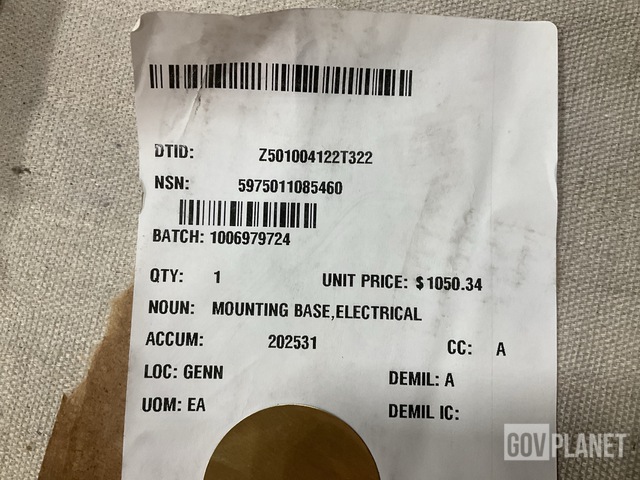 DTID: Z501004122T322
NSN: 5975011085460
BATCH: 1006979724
QTY: 1 UNIT PRICE: $1050.34
NOUN: MOUNTING BASE,ELECTRICAL
ACCUM: 202531 CC: A
LOC: GENN DEMIL: A
UOM: EA DEMIL IC:
GOVPLANET